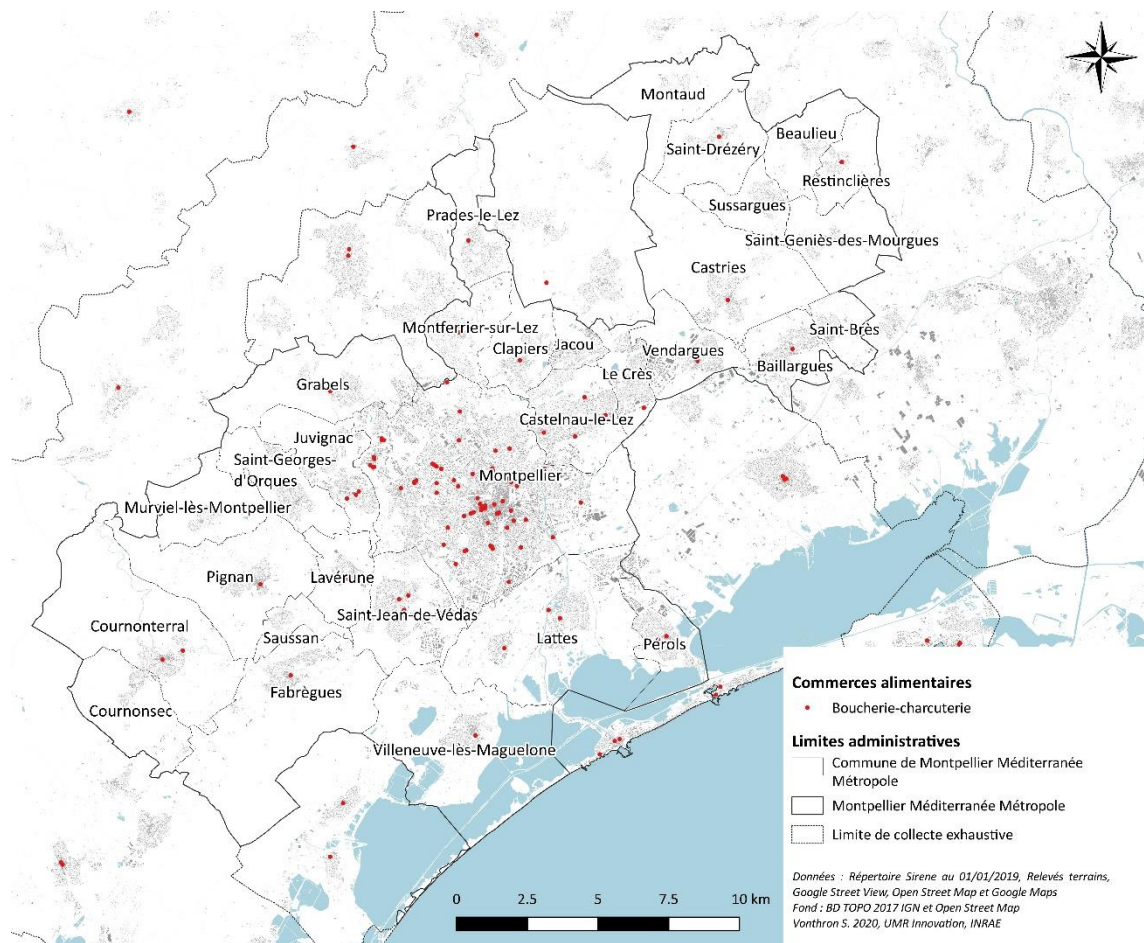 Montaud
Beaulieu
Saint-Drézéry
Restinclières
Sussargues
Prades-le-Lez
Saint-Geniès-des-Mourgues
Castries
Montferrier-sur-Lez
Saint-Brès
Jacou
Clapiers
Vendargues
Baillargues
Le Crès
Grabels
Castelnau-le-Lez
Juvignac
Saint-Georges-
d'Orques
Montpellier
Murviel-lès-Montpellier
Pignan
Lavérune
Saint-Jean-de-Védas
Cournonterral
Saussan
Lattes
Pérols
Fabrègues
Cournonsec
Villeneuve-lès-Maguelone
Commerces alimentaires
Boucherie-charcuterie
Limites administratives
Commune de Montpellier Méditerranée
Métropole
Montpellier Méditerranée Métropole
Limite de collecte exhaustive
Données : Répertoire Sirene au 01/01/2019, Relevés terrains,
Google Street View, Open Street Map et Google Maps
Fond : BD TOPO 2017 IGN et Open Street Map
Vonthron S. 2020, UMR Innovation, INRAE
0 2.5 5 7.5 10 km